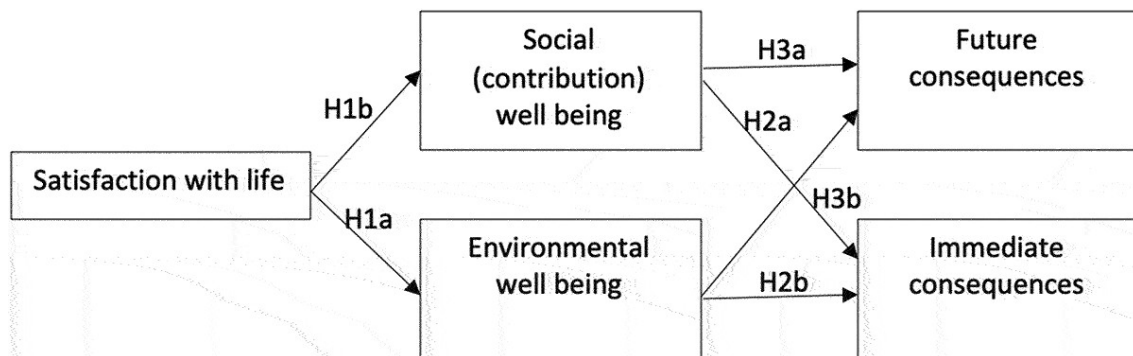 Social
(contribution)
well being
Future
consequences
H3a
H1b
H2a
Satisfaction with life
H3b
H1a
Environmental
well being
Immediate
consequences
H2b